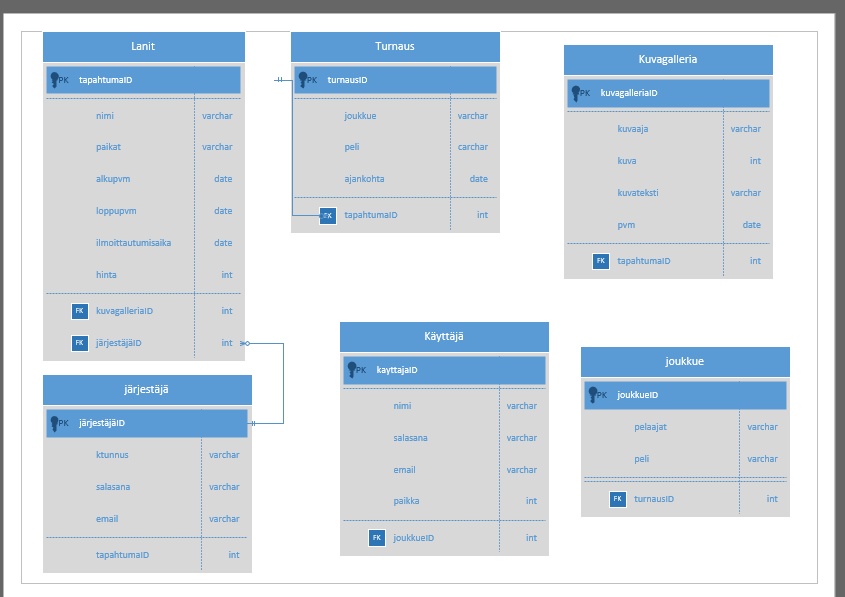 Lanit
PK tapahtumaID
nimi varchar
paikat varchar
alkupvm date
loppupvm date
ilmoittautumisaika date
hinta int
FK kuvagalleriaID int
FK järjestäjäID int
Turnaus
PK turnausID
joukkue varchar
peli carchar
ajankohta date
FK tapahtumaID int
Kuvagalleria
PK kuvagalleriaID
kuvaaja varchar
kuva int
kuvateksti varchar
pvm date
FK tapahtumaID int
järjestäjä
PK järjestäjäID
ktunnus varchar
salasana varchar
email varchar
tapahtumaID int
Käyttäjä
PK kayttajaID
nimi varchar
salasana varchar
email varchar
paikka int
FK joukkueID int
joukkue
PK joukkueID
pelaajat varchar
peli varchar
FK turnausID int